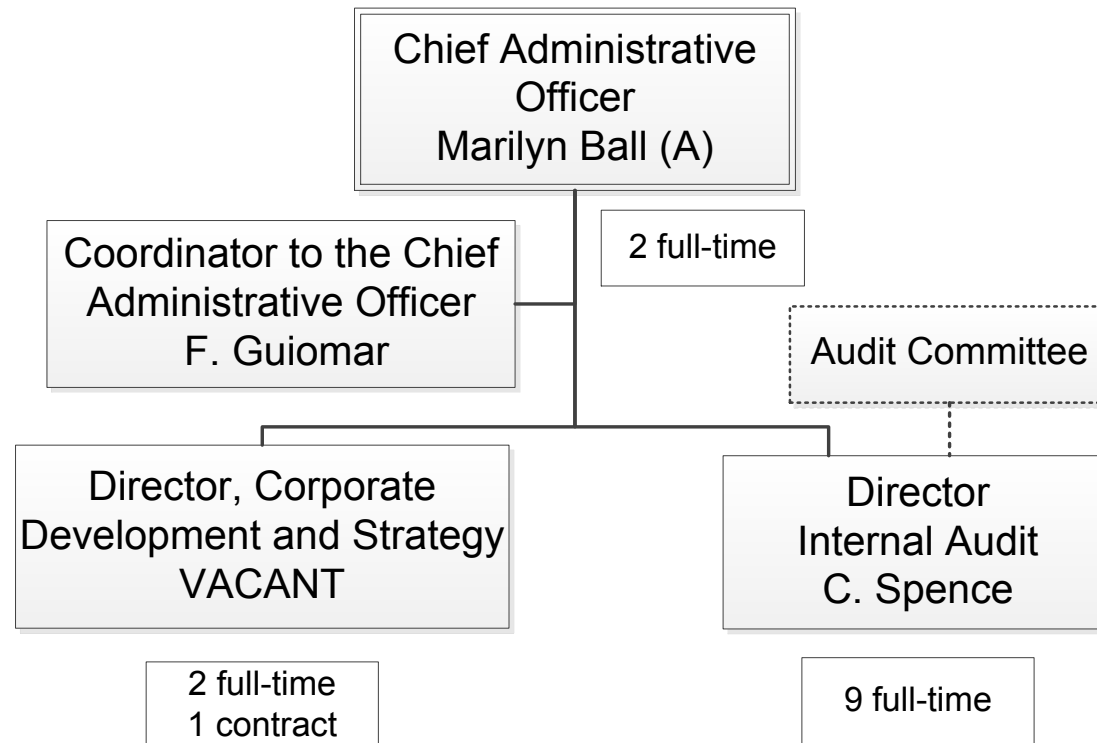 Chief Administrative
Officer
Marilyn Ball (A)
2 full-time
Coordinator to the Chief
Administrative Officer
F. Guiomar
Audit Committee
Director, Corporate
Development and Strategy
VACANT
Director
Internal Audit
C. Spence
2 full-time
1 contract
9 full-time